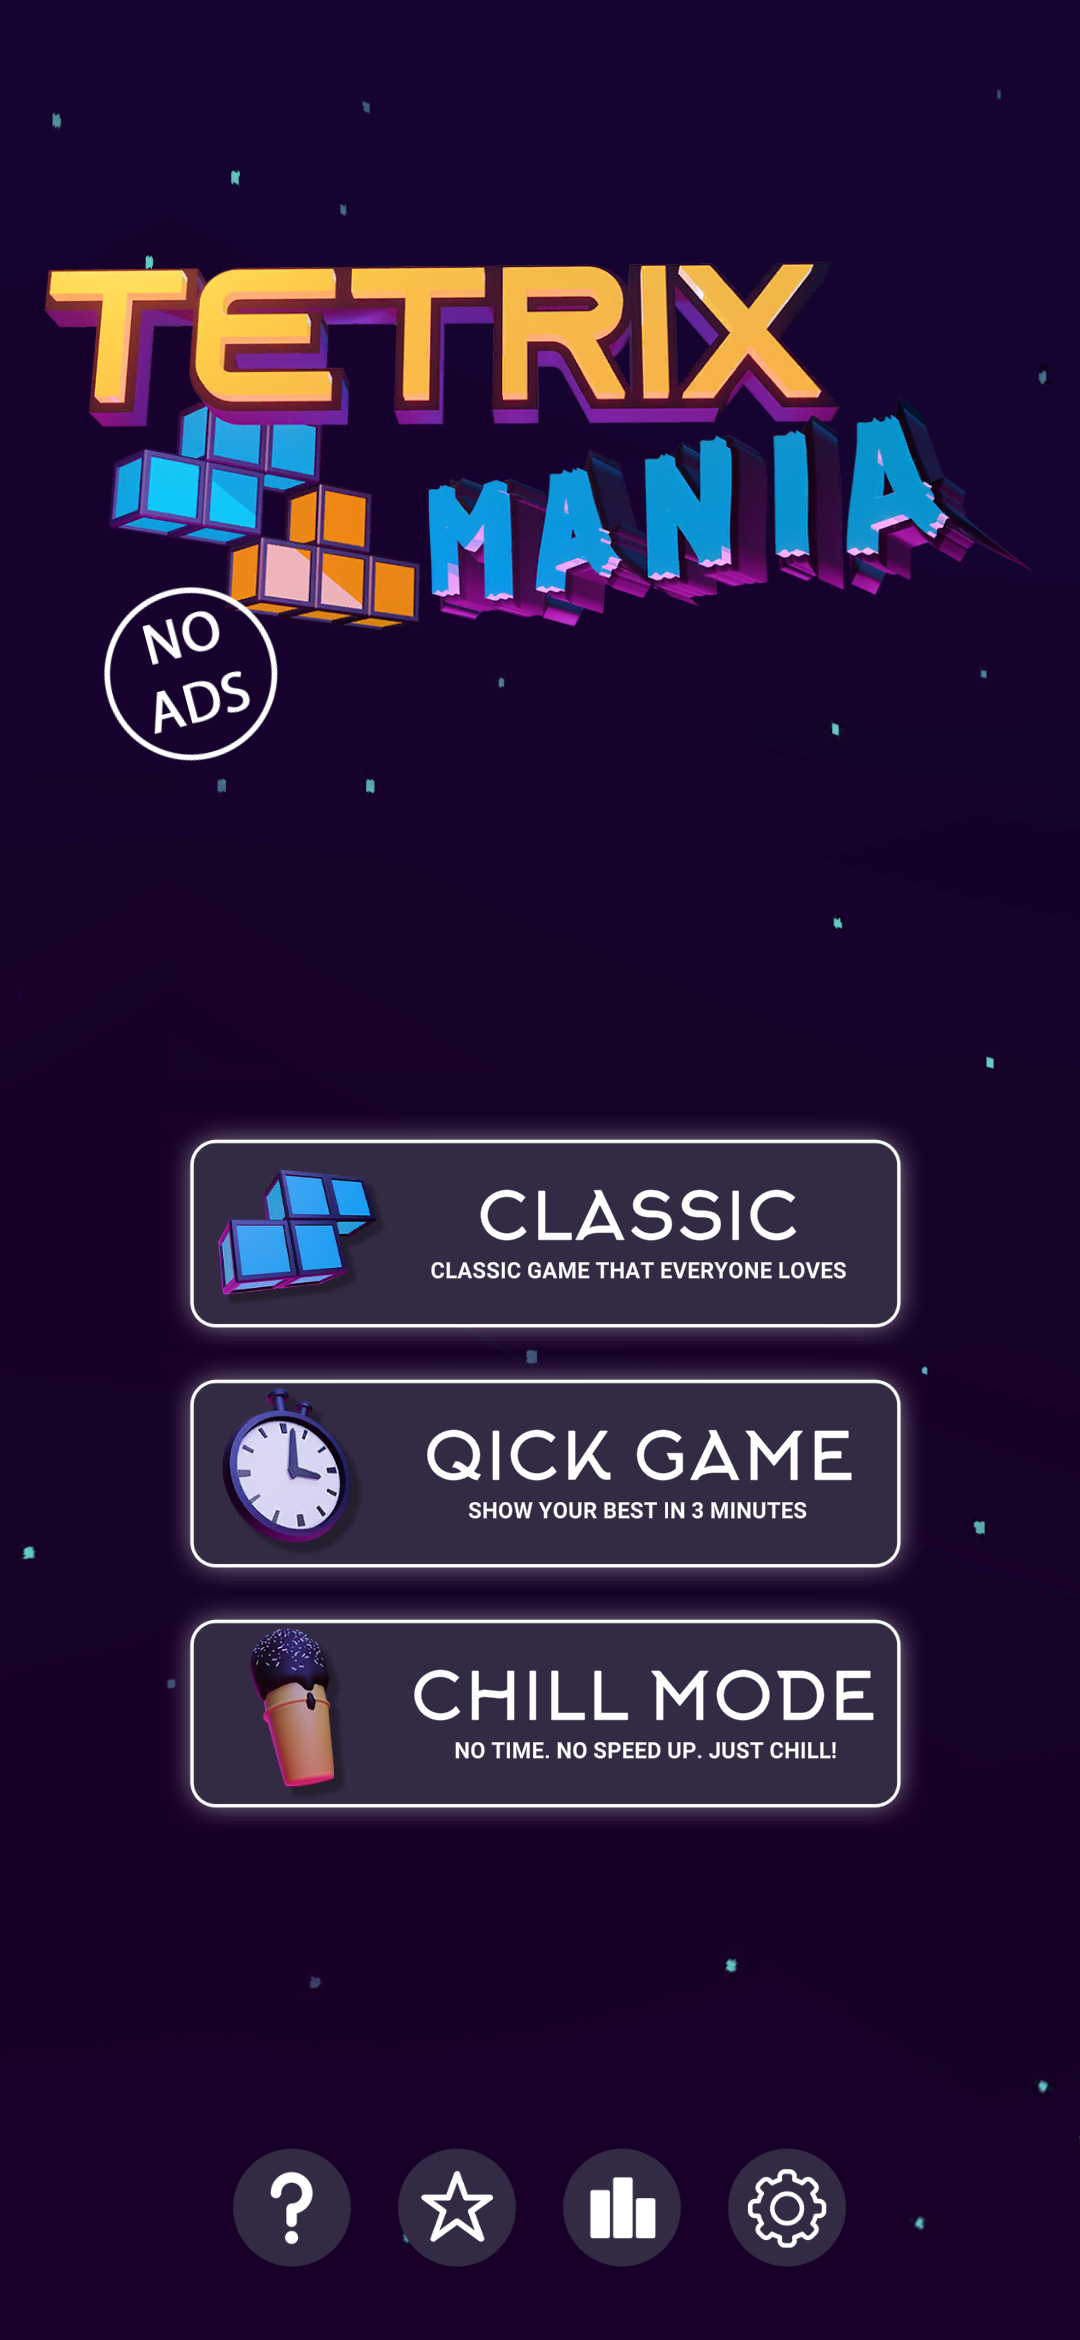 TETRIX
MANIA
NO
ADS
CLASSIC
CLASSIC GAME THAT EVERYONE LOVES
QICK GAME
SHOW YOUR BEST IN 3 MINUTES
CHILL MODE
NO TIME. NO SPEED UP. JUST CHILL!
?